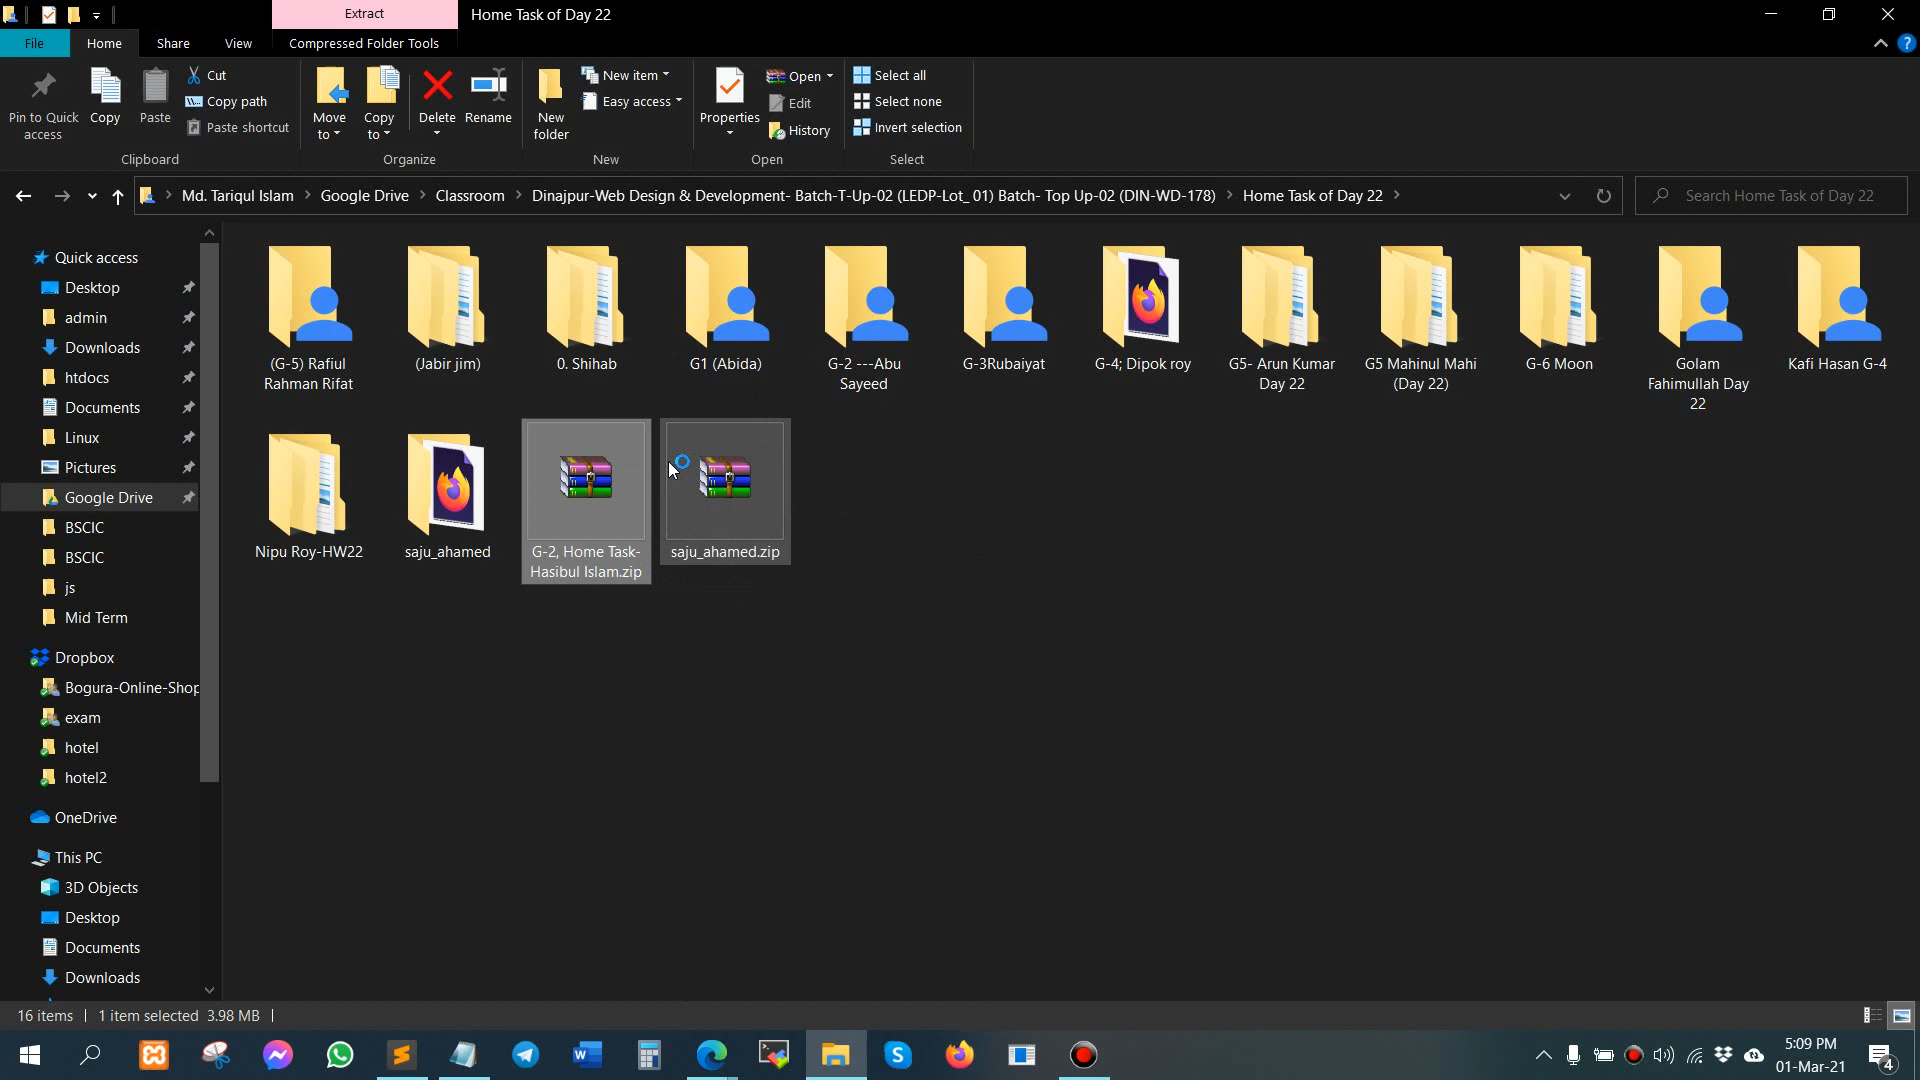 Extract
Home Task of Day 22
File
Home
Share
View
Compressed Folder Tools
Pin to Quick access
Copy
Paste
Cut
Copy path
Paste shortcut
Clipboard
Move to
Copy to
Delete
Rename
Organize
New folder
New item
Easy access
New
Properties
Open
Edit
History
Open
Select all
Select none
Invert selection
Select
Md. Tariqul Islam > Google Drive > Classroom > Dinajpur-Web Design & Development- Batch-T-Up-02 (LEDP-Lot_ 01) Batch- Top Up-02 (DIN-WD-178) > Home Task of Day 22 >
Search Home Task of Day 22
Quick access
Desktop
admin
Downloads
htdocs
Documents
Linux
Pictures
Google Drive
BSCIC
BSCIC
js
Mid Term
Dropbox
Bogura-Online-Shop
exam
hotel
hotel2
OneDrive
This PC
3D Objects
Desktop
Documents
Downloads
(G-5) Rafiul
Rahman Rifat
(Jabir jim)
0. Shihab
G1 (Abida)
G-2 ---Abu
Sayeed
G-3Rubaiyat
G-4; Dipok roy
G5- Arun Kumar
Day 22
G5 Mahinul Mahi
(Day 22)
G-6 Moon
Golam
Fahimullah Day
22
Kafi Hasan G-4
Nipu Roy-HW22
saju_ahamed
G-2, Home Task-
Hasibul Islam.zip
saju_ahamed.zip
16 items
1 item selected 3.98 MB
5:09 PM
01-Mar-21
4